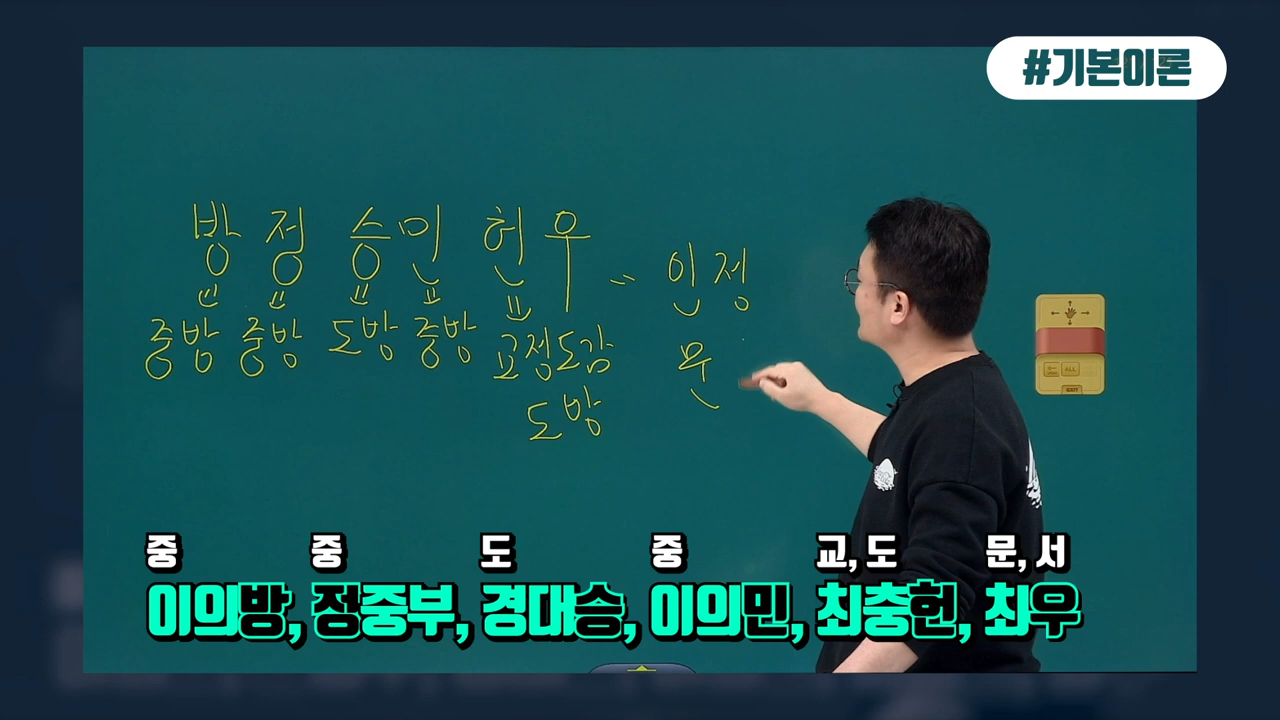 #기본이론
방 정 승 민 헌 우 = 인정
중방 중방 도방 중방 교정도감 문
도방
중 중 도 중 교, 도 문, 서
이의방, 정중부, 경대승, 이의민, 최충헌, 최우